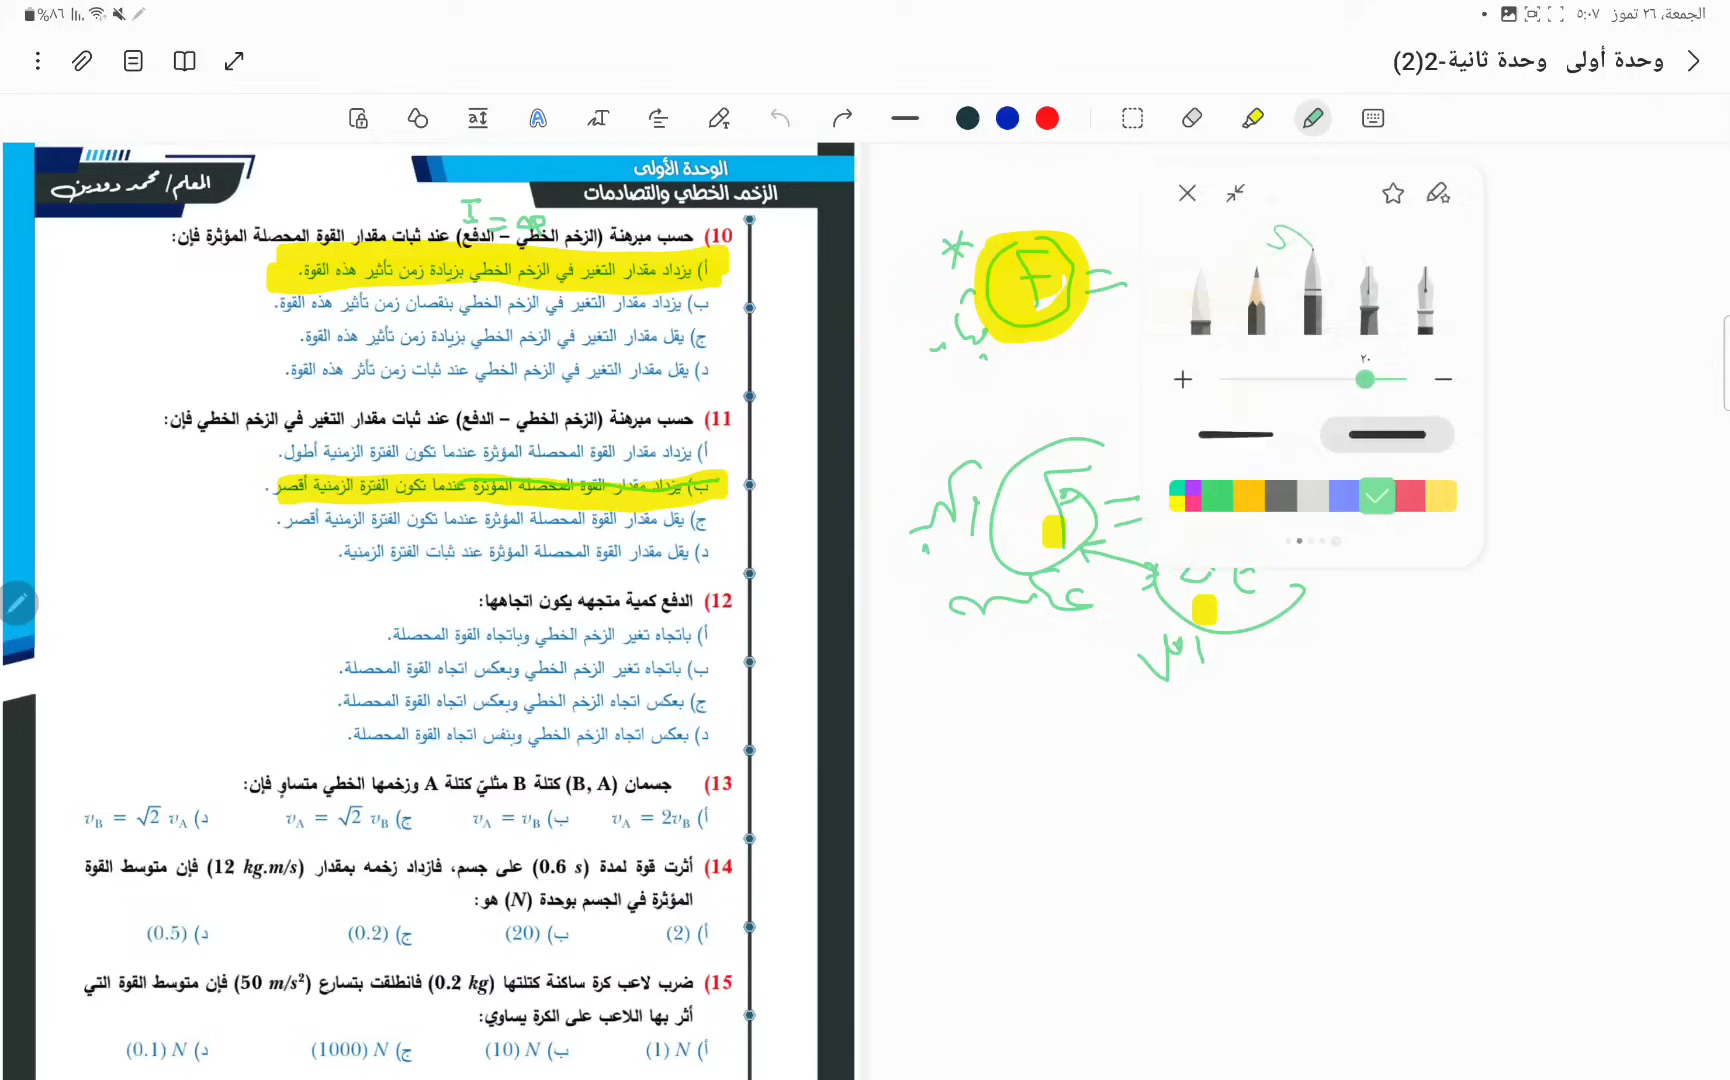 الجمعة، ٢٦ تموز ٥:٠٧
٨٦%
وحدة أولى وحدة ثانية-2(2)
الوحدة الأولى
الزخم الخطي والتصادمات
المعلم/ محمد دودين
I = ∞P
10) حسب مبرهنة (الزخم الخطي – الدفع) عند ثبات مقدار القوة المحصلة المؤثرة فإن:
أ) يزداد مقدار التغير في الزخم الخطي بزيادة زمن تأثير هذه القوة.
ب) يزداد مقدار التغير في الزخم الخطي بنقصان زمن تأثير هذه القوة.
ج) يقل مقدار التغير في الزخم الخطي بزيادة زمن تأثير هذه القوة.
د) يقل مقدار التغير في الزخم الخطي عند ثبات زمن تأثر هذه القوة.
11) حسب مبرهنة (الزخم الخطي – الدفع) عند ثبات مقدار التغير في الزخم الخطي فإن:
أ) يزداد مقدار القوة المحصلة المؤثرة عندما تكون الفترة الزمنية أطول.
ب) يزداد مقدار القوة المحصلة المؤثرة عندما تكون الفترة الزمنية أقصر.
ج) يقل مقدار القوة المحصلة المؤثرة عندما تكون الفترة الزمنية أقصر.
د) يقل مقدار القوة المحصلة المؤثرة عند ثبات الفترة الزمنية.
12) الدفع كمية متجهه يكون اتجاهها:
أ) باتجاه تغير الزخم الخطي وباتجاه القوة المحصلة.
ب) باتجاه تغير الزخم الخطي وبعكس اتجاه القوة المحصلة.
ج) بعكس اتجاه الزخم الخطي وبعكس اتجاه القوة المحصلة.
د) بعكس اتجاه الزخم الخطي وبنفس اتجاه القوة المحصلة.
13) جسمان (B, A) كتلة B مثليّ كتلة A وزخمها الخطي متساوٍ فإن:
أ) v_A = 2v_B ب) v_A = v_B ج) v_A = √2 v_B د) v_B = √2 v_A
14) أثرت قوة لمدة (0.6 s) على جسم، فازداد زخمه بمقدار (12 kg.m/s) فإن متوسط القوة
المؤثرة في الجسم بوحدة (N) هو:
أ) (2) ب) (20) ج) (0.2) د) (0.5)
15) ضرب لاعب كرة ساكنة كتلتها (0.2 kg) فانطلقت بتسارع (50 m/s²) فإن متوسط القوة التي
أثر بها اللاعب على الكرة يساوي:
أ) (1) N ب) (10) N ج) (1000) N د) (0.1) N
* F =
٢٠